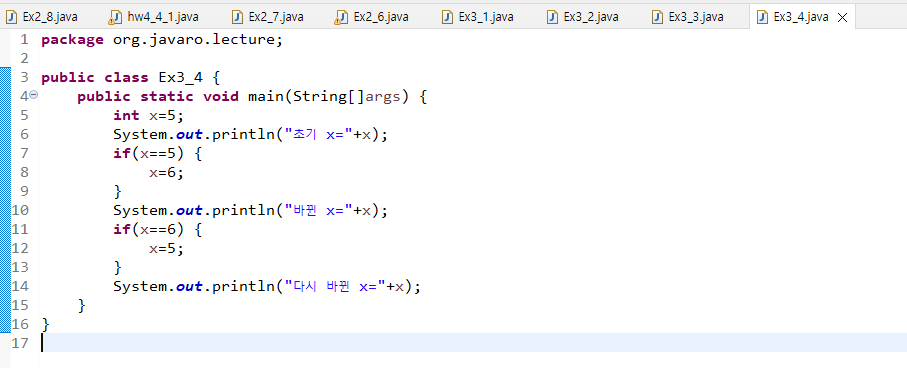 Ex2_8.java hw4_4_1.java Ex2_7.java Ex2_6.java Ex3_1.java Ex3_2.java Ex3_3.java Ex3_4.java
1 package org.javaro.lecture;
2
3 public class Ex3_4 {
4 public static void main(String[]args) {
5 int x=5;
6 System.out.println("초기 x="+x);
7 if(x==5) {
8 x=6;
9 }
10 System.out.println("바뀐 x="+x);
11 if(x==6) {
12 x=5;
13 }
14 System.out.println("다시 바뀐 x="+x);
15 }
16 }
17